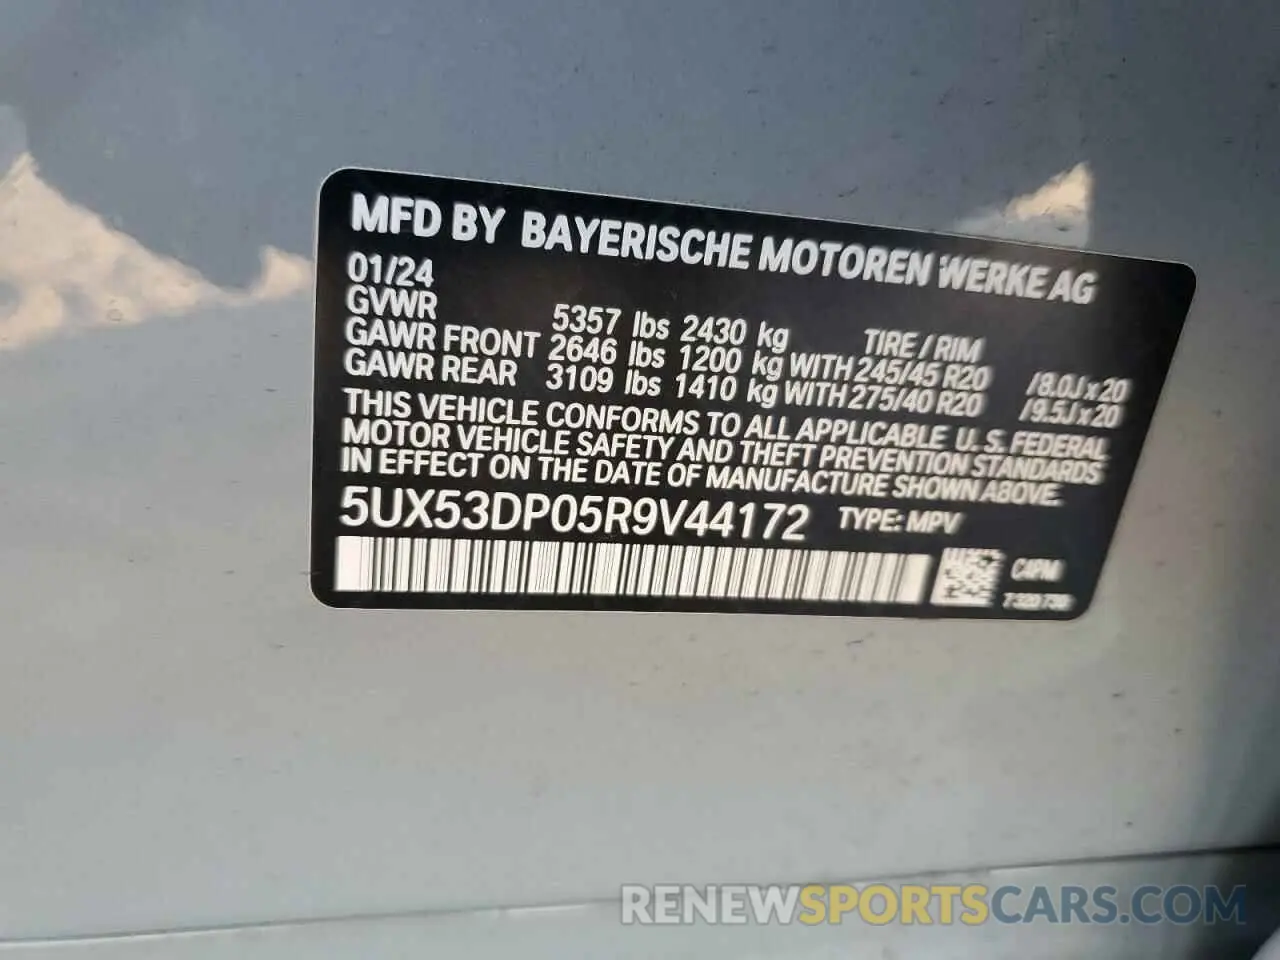 MFD BY BAYERISCHE MOTOREN WERKE AG
01/24
GVWR 5357 lbs 2430 kg TIRE / RIM
GAWR FRONT 2646 lbs 1200 kg WITH 245/45 R20 /8.0J x 20
GAWR REAR 3109 lbs 1410 kg WITH 275/40 R20 /9.5J x 20
THIS VEHICLE CONFORMS TO ALL APPLICABLE U.S. FEDERAL
MOTOR VEHICLE SAFETY AND THEFT PREVENTION STANDARDS
IN EFFECT ON THE DATE OF MANUFACTURE SHOWN ABOVE.
5UX53DP05R9V44172 TYPE: MPV
C4PM
RENEWSPORTSCARS.COM